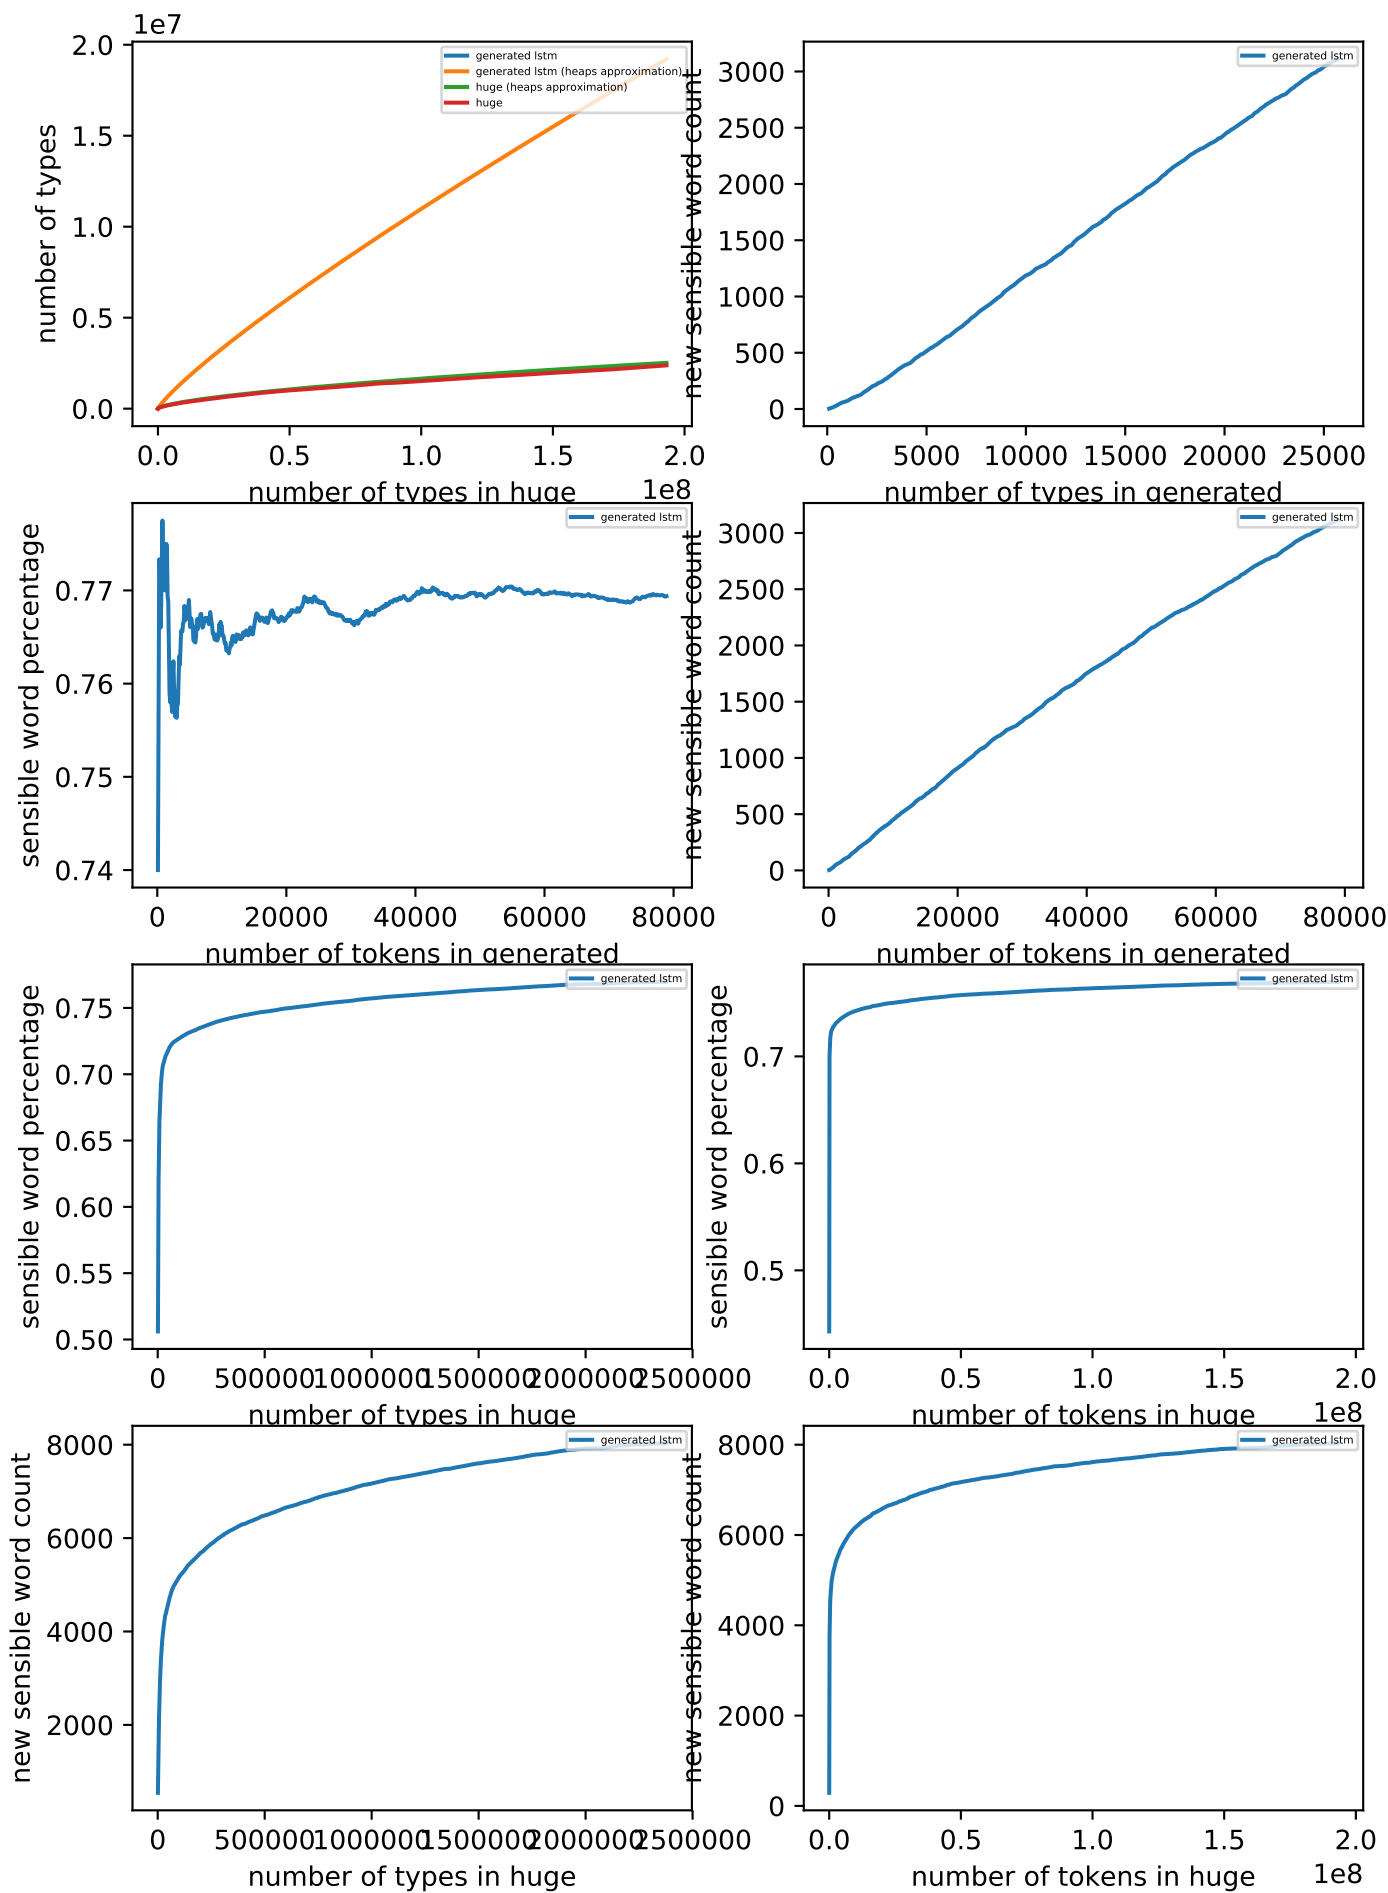 1e7
2.0
1.5
1.0
0.5
0.0
number of types
generated lstm
generated lstm (heaps approximation)
huge (heaps approximation)
huge
0.0 0.5 1.0 1.5 2.0
number of types in huge 1e8
3000
2500
2000
1500
1000
500
0
new sensible word count
generated lstm
0 5000 10000 15000 20000 25000
number of types in generated
0.77
0.76
0.75
0.74
sensible word percentage
generated lstm
0 20000 40000 60000 80000
number of tokens in generated
3000
2500
2000
1500
1000
500
0
new sensible word count
generated lstm
0 20000 40000 60000 80000
number of tokens in generated
0.75
0.70
0.65
0.60
0.55
0.50
sensible word percentage
generated lstm
0 500000 1000000 1500000 2000000 2500000
number of types in huge
0.7
0.6
0.5
sensible word percentage
generated lstm
0.0 0.5 1.0 1.5 2.0
number of tokens in huge 1e8
8000
6000
4000
2000
new sensible word count
generated lstm
0 500000 1000000 1500000 2000000 2500000
number of types in huge
8000
6000
4000
2000
0
new sensible word count
generated lstm
0.0 0.5 1.0 1.5 2.0
number of tokens in huge 1e8